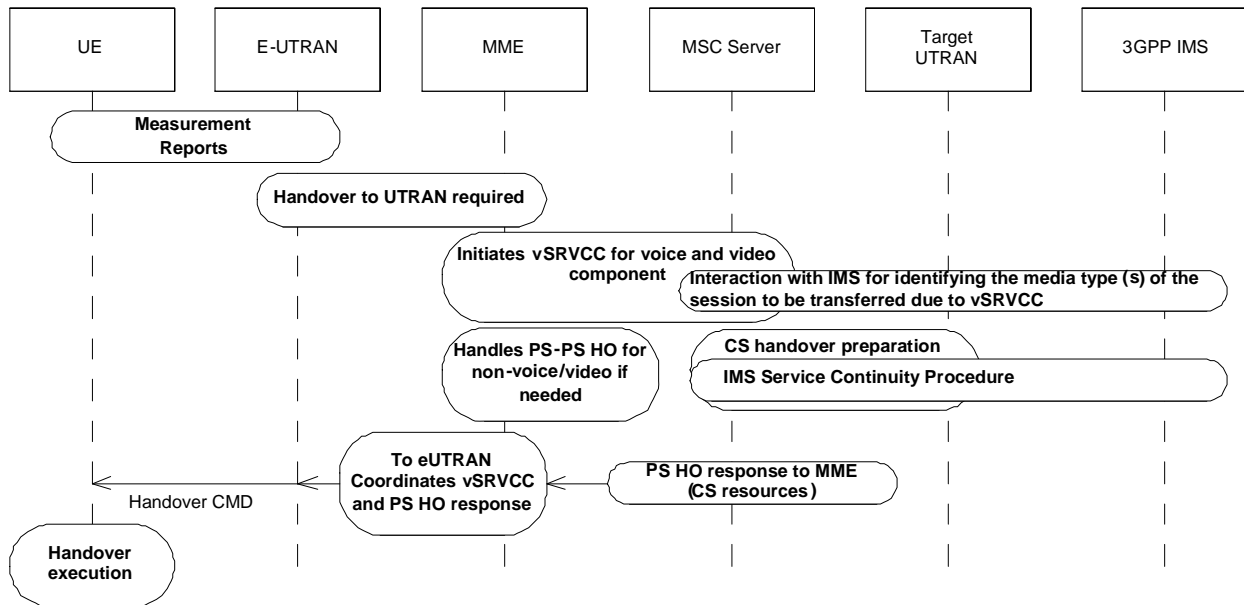 UE
E-UTRAN
MME
MSC Server
Target
UTRAN
3GPP IMS
Measurement
Reports
Handover to UTRAN required
Initiates vSRVCC for voice and video
component
Interaction with IMS for identifying the media type (s) of the
session to be transferred due to vSRVCC
Handles PS-PS HO for
non-voice/video if
needed
CS handover preparation
IMS Service Continuity Procedure
To eUTRAN
Coordinates vSRVCC
and PS HO response
PS HO response to MME
(CS resources)
Handover CMD
Handover
execution